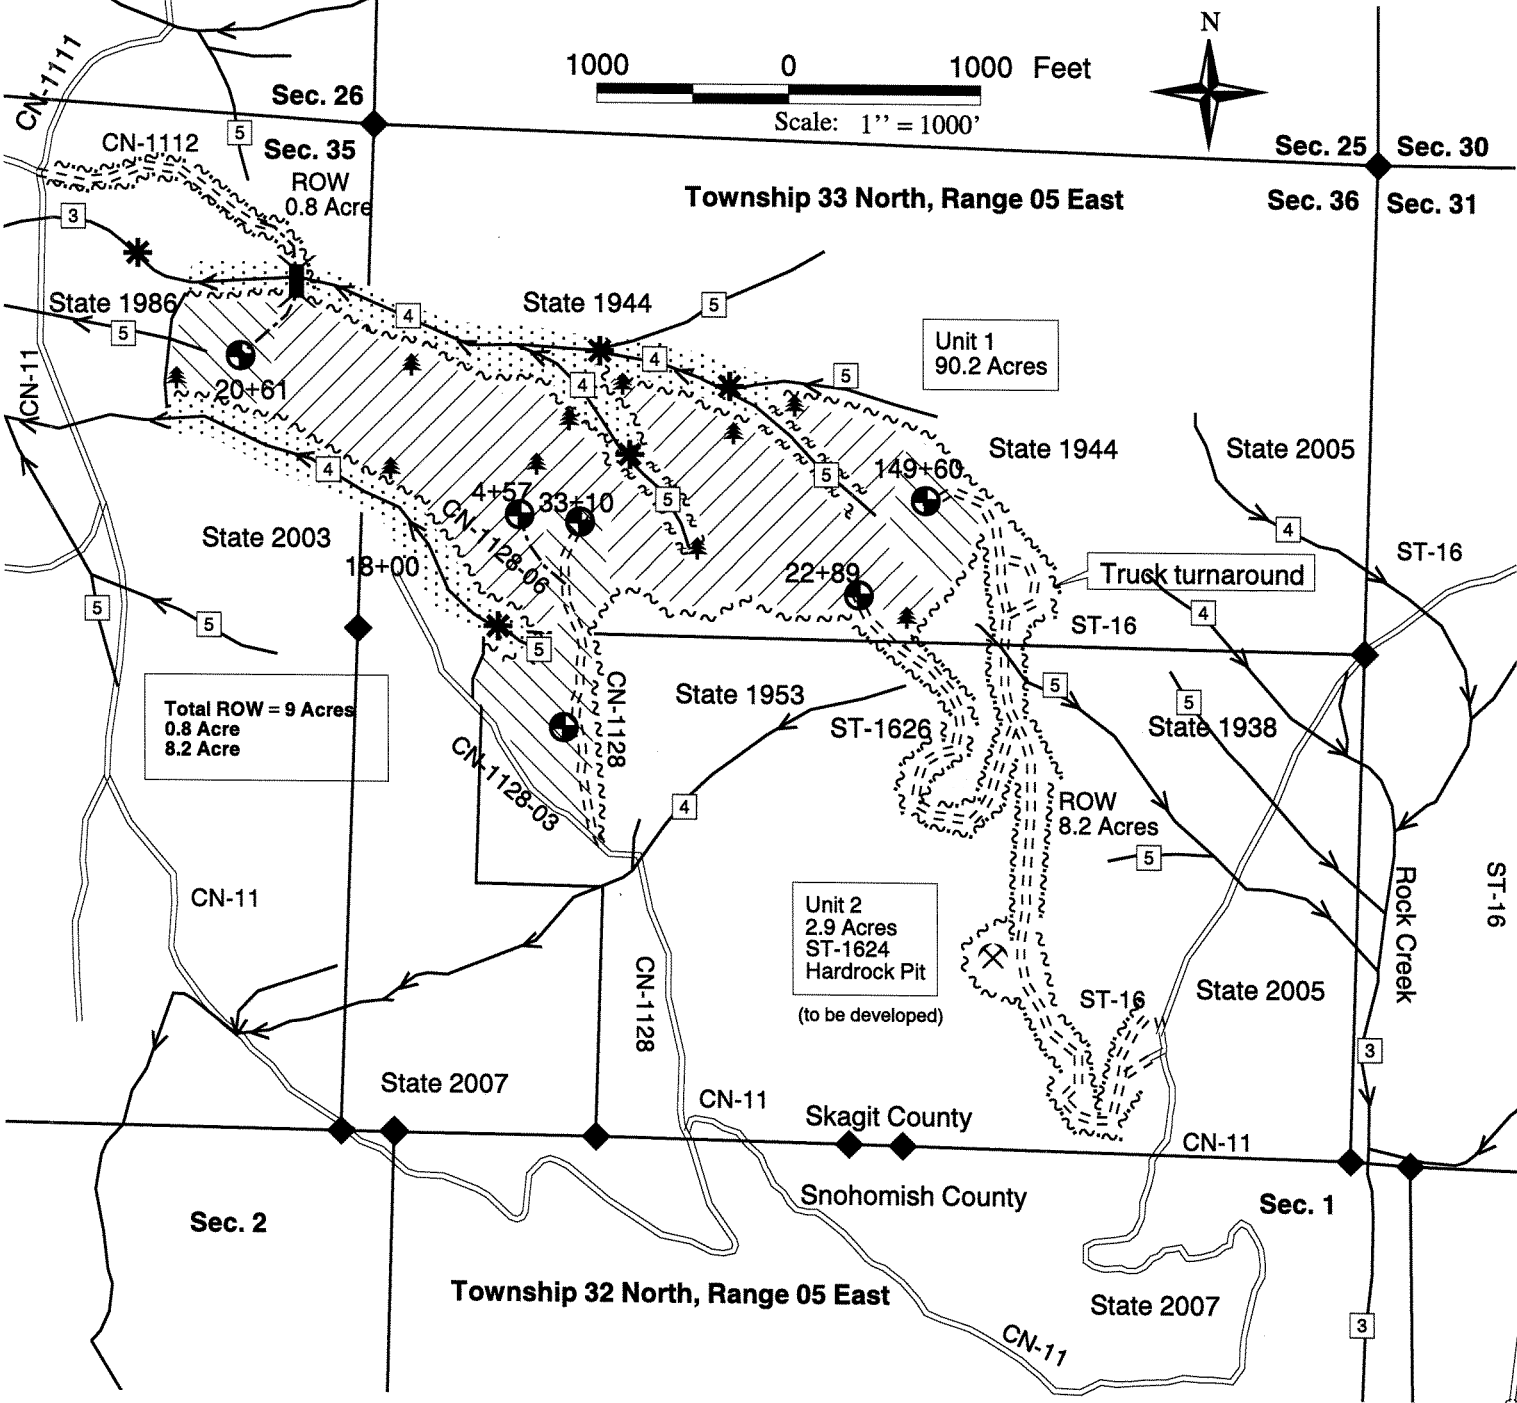 N
1000 0 1000 Feet
Scale: 1” = 1000’
CN-1111
Sec. 26
5
CN-1112
Sec. 35
Sec. 25
Sec. 30
ROW
0.8 Acre
Township 33 North, Range 05 East
Sec. 36
Sec. 31
3
State 1986
4
State 1944
5
5
4
Unit 1
90.2 Acres
5
CN-11
20+61
4
State 1944
State 2005
4
149+60
5
4+57
33+10
5
CN-1128-06
State 2003
4
ST-16
18+00
22+89
Truck turnaround
5
5
4
ST-16
5
CN-1128
State 1953
5
Total ROW = 9 Acres
0.8 Acre
8.2 Acre
ST-1626
5
State 1938
CN-1128-03
4
ROW
8.2 Acres
5
CN-11
Rock Creek
ST-16
Unit 2
2.9 Acres
ST-1624
Hardrock Pit
(to be developed)
CN-1128
ST-16
State 2005
3
State 2007
CN-11
Skagit County
CN-11
Snohomish County
Sec. 2
Sec. 1
Township 32 North, Range 05 East
State 2007
CN-11
3